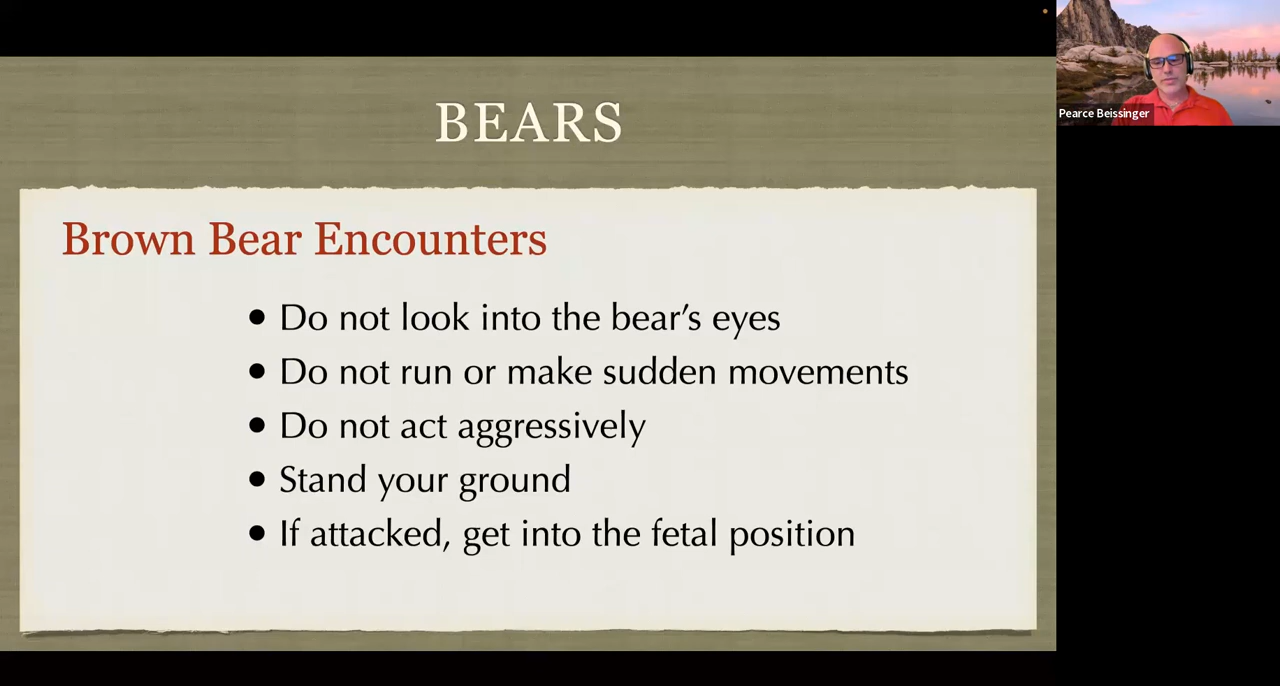 BEARS
Pearce Beissinger
Brown Bear Encounters
• Do not look into the bear’s eyes
• Do not run or make sudden movements
• Do not act aggressively
• Stand your ground
• If attacked, get into the fetal position